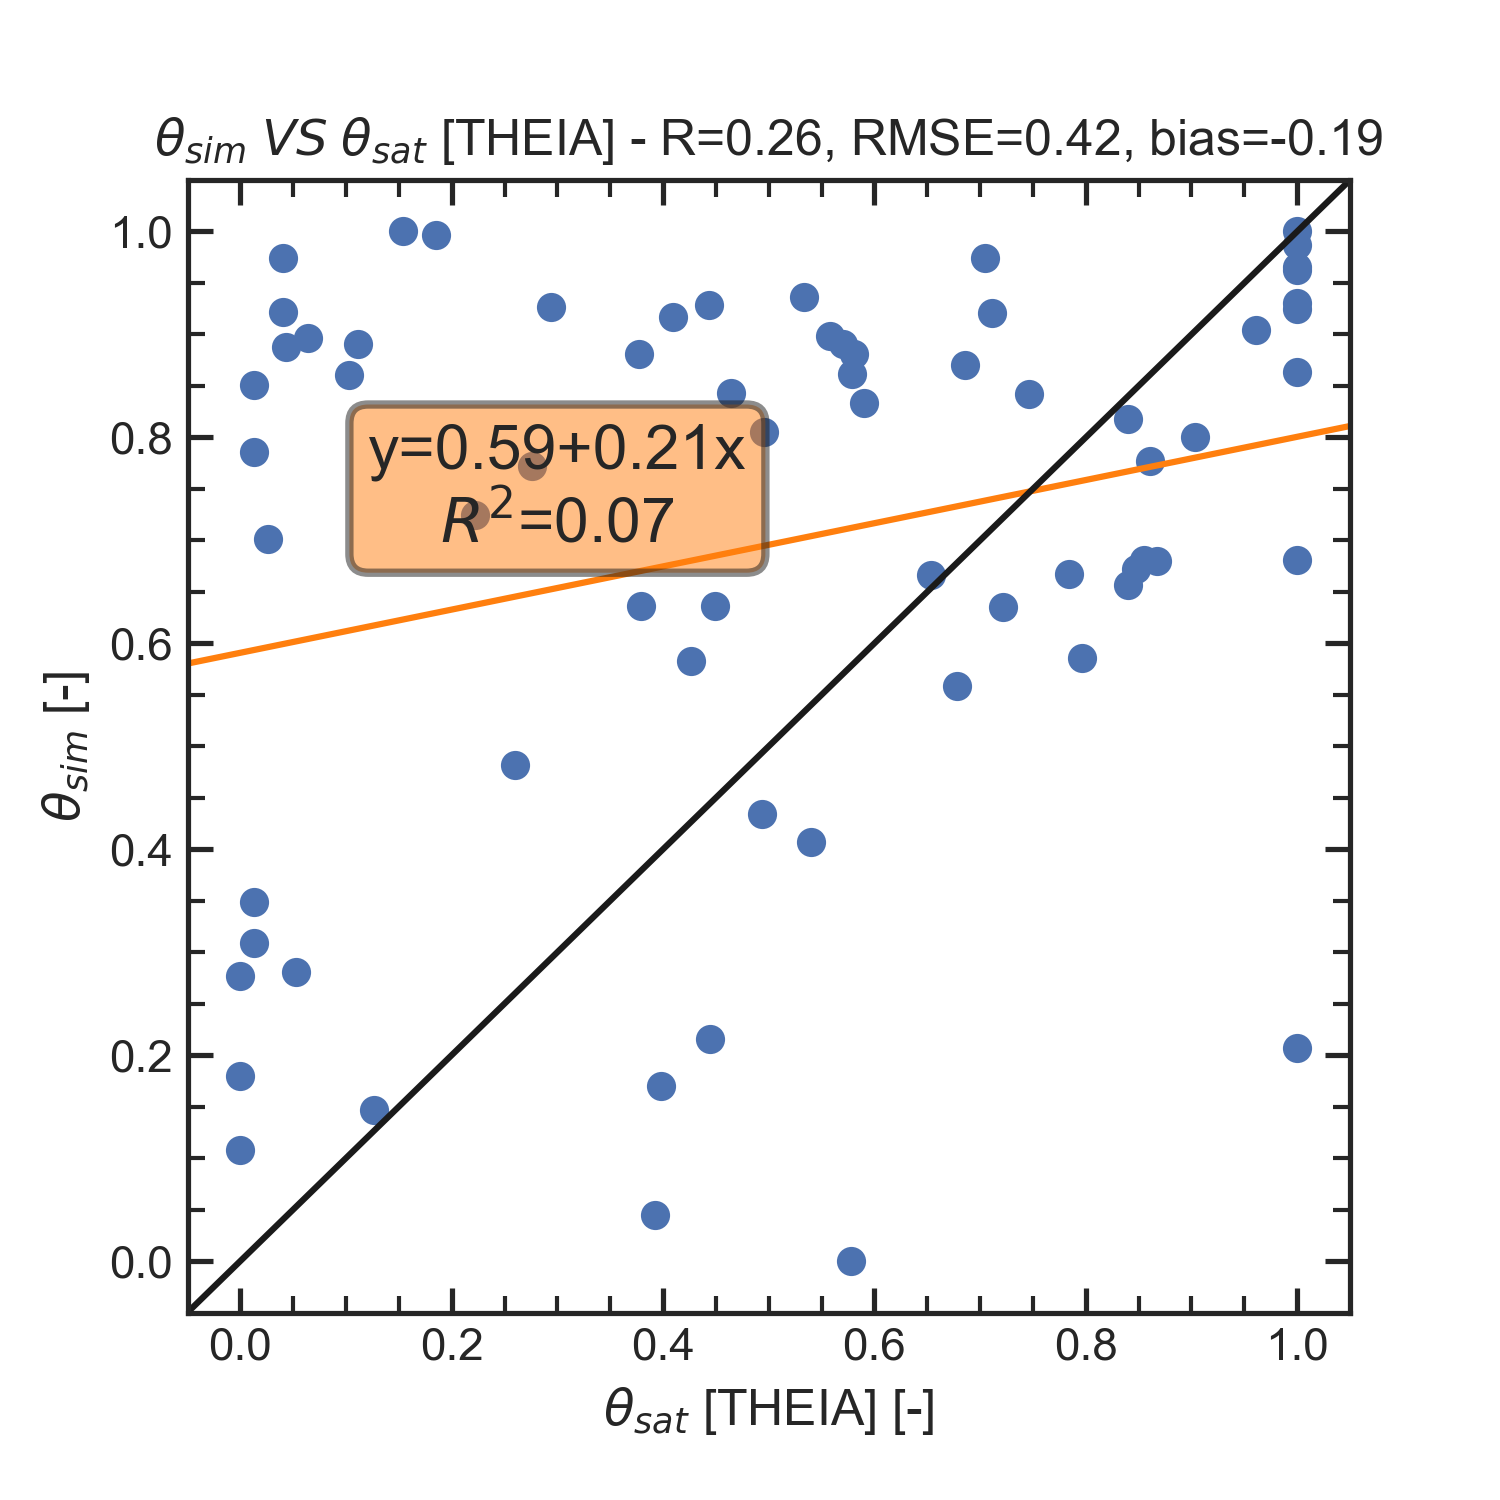 θsim VS θsat [THEIA] - R=0.26, RMSE=0.42, bias=-0.19
1.0
0.8
0.6
0.4
0.2
0.0
θsim [-]
y=0.59+0.21x
R²=0.07
0.0 0.2 0.4 0.6 0.8 1.0
θsat [THEIA] [-]